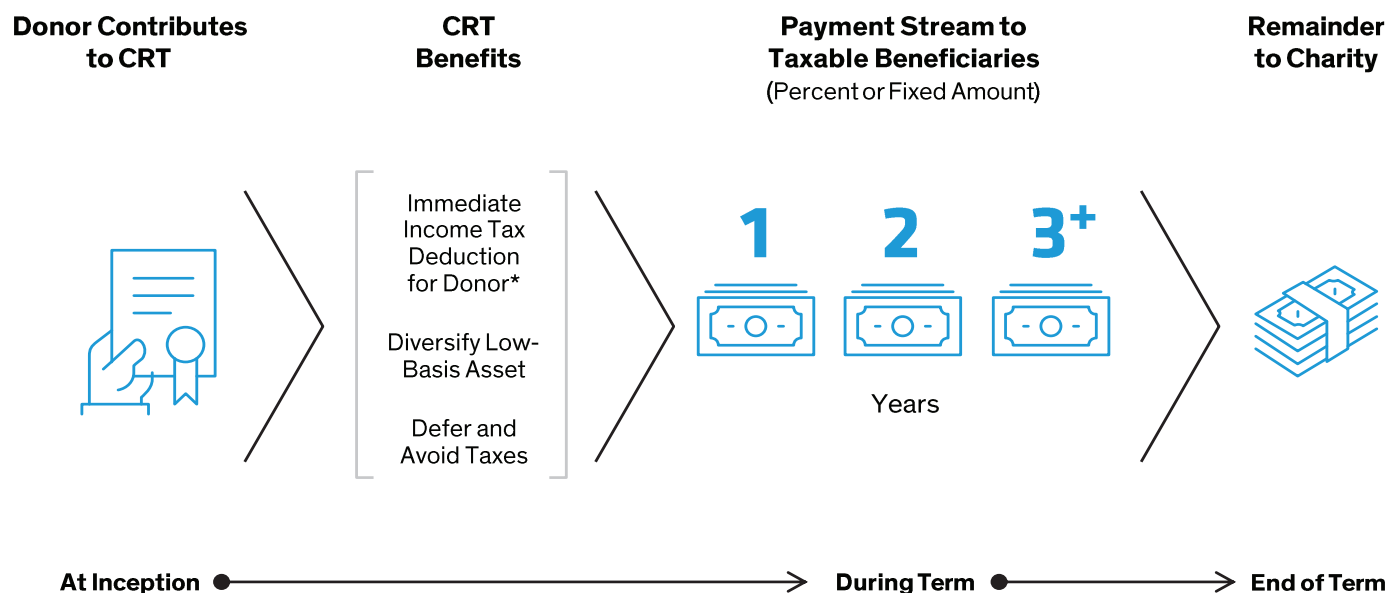 Donor Contributes
to CRT
CRT
Benefits
Payment Stream to
Taxable Beneficiaries
(Percent or Fixed Amount)
Remainder
to Charity
Immediate
Income Tax
Deduction
for Donor*
Diversify Low-
Basis Asset
Defer and
Avoid Taxes
1 2 3+
Years
At Inception During Term End of Term